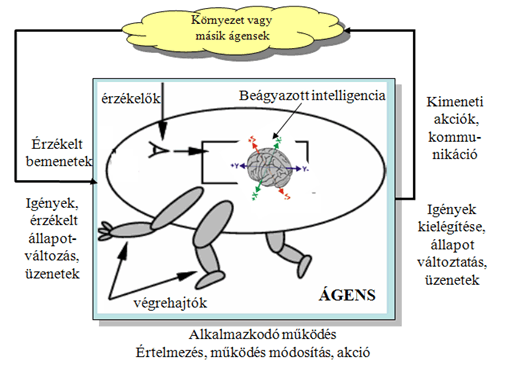 Környezet vagy
másik ágensek
érzékelők
Beágyazott intelligencia
Érzékelt
bemenetek
Igények,
érzékelt
állapot-
változás,
üzenetek
Kimeneti
akciók,
kommu-
nikáció
Igények
kielégítése,
állapot
változtatás,
üzenetek
végrehajtók
ÁGENS
Alkalmazkodó működés
Értelmezés, működés módosítás, akció